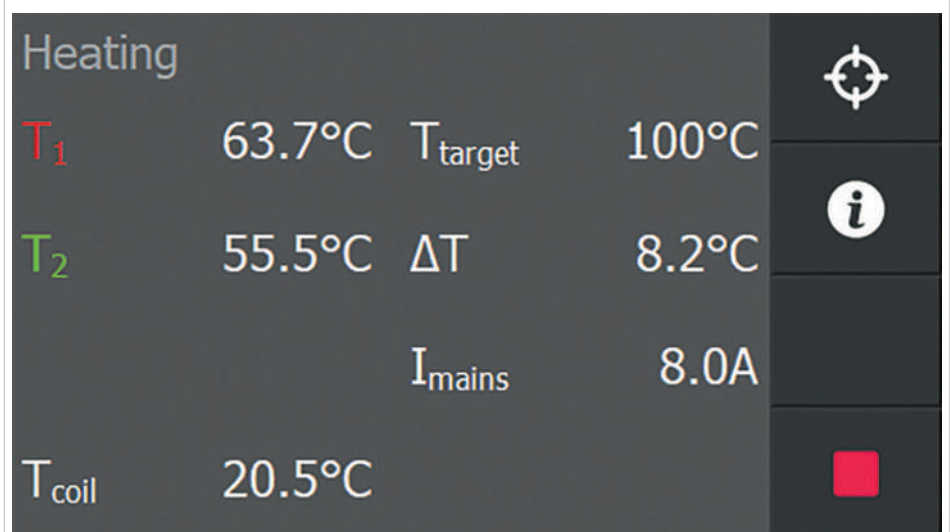 Heating
T1 63.7°C Ttarget 100°C
T2 55.5°C ΔT 8.2°C
Imains 8.0A
Tcoil 20.5°C